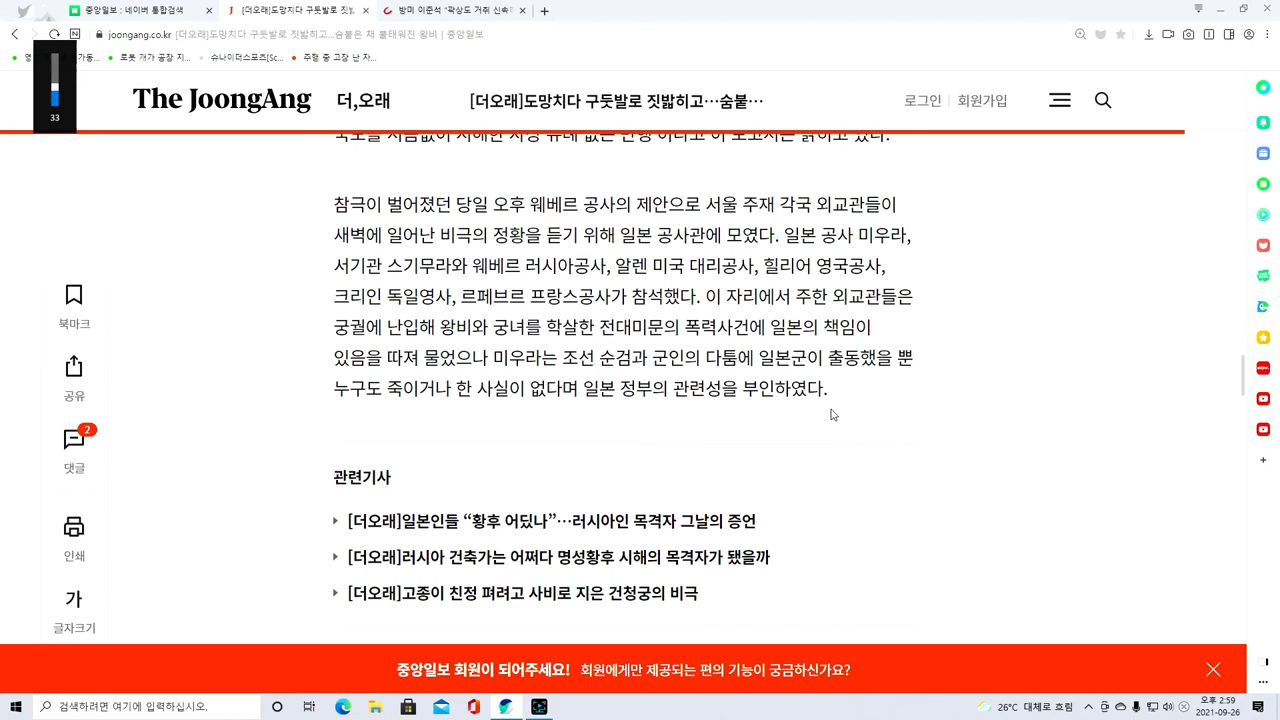 중앙일보 : 네이버 통합검색
[더오래]도망치다 구둣발로 짓밟
방미 이준석 "곽상도 거취 신속
joongang.co.kr [더오래]도망치다 구둣발로 짓밟히고...숨붙은 채 불태워진 왕비 | 중앙일보
로봇 개가 공장 지...
슈나이더스포츠[Sc...
주행 중 고장 난 자...
33
The JoongAng
더,오래
[더오래]도망치다 구둣발로 짓밟히고…숨붙…
로그인
회원가입
참극이 벌어졌던 당일 오후 웨베르 공사의 제안으로 서울 주재 각국 외교관들이
새벽에 일어난 비극의 정황을 듣기 위해 일본 공사관에 모였다. 일본 공사 미우라,
서기관 스기무라와 웨베르 러시아공사, 알렌 미국 대리공사, 힐리어 영국공사,
크리인 독일영사, 르페브르 프랑스공사가 참석했다. 이 자리에서 주한 외교관들은
궁궐에 난입해 왕비와 궁녀를 학살한 전대미문의 폭력사건에 일본의 책임이
있음을 따져 물었으나 미우라는 조선 순검과 군인의 다툼에 일본군이 출동했을 뿐
누구도 죽이거나 한 사실이 없다며 일본 정부의 관련성을 부인하였다.
북마크
공유
2
댓글
인쇄
가
글자크기
관련기사
[더오래]일본인들 “황후 어딨나”…러시아인 목격자 그날의 증언
[더오래]러시아 건축가는 어쩌다 명성황후 시해의 목격자가 됐을까
[더오래]고종이 친정 펴려고 사비로 지은 건청궁의 비극
중앙일보 회원이 되어주세요! 회원에게만 제공되는 편의 기능이 궁금하신가요?
검색하려면 여기에 입력하십시오.
26°C 대체로 흐림
오후 2:59
2021-09-26